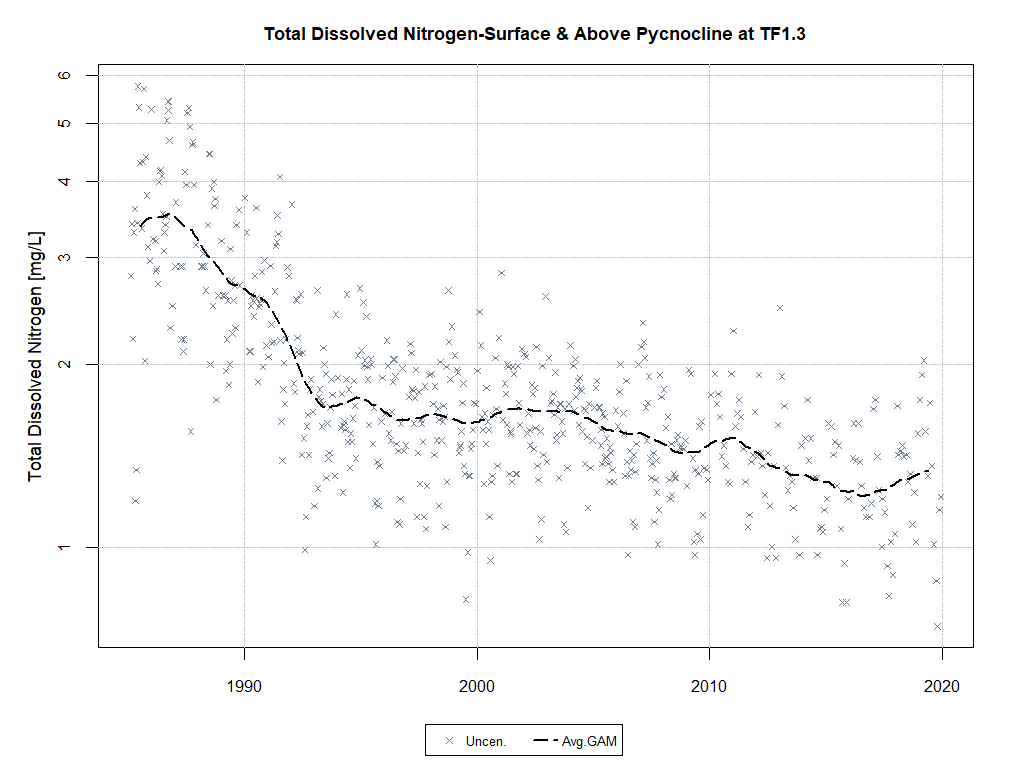 Total Dissolved Nitrogen-Surface & Above Pycnocline at TF1.3
Total Dissolved Nitrogen [mg/L]
6
5
4
3
2
1
1990 2000 2010 2020
Uncen. Avg.GAM